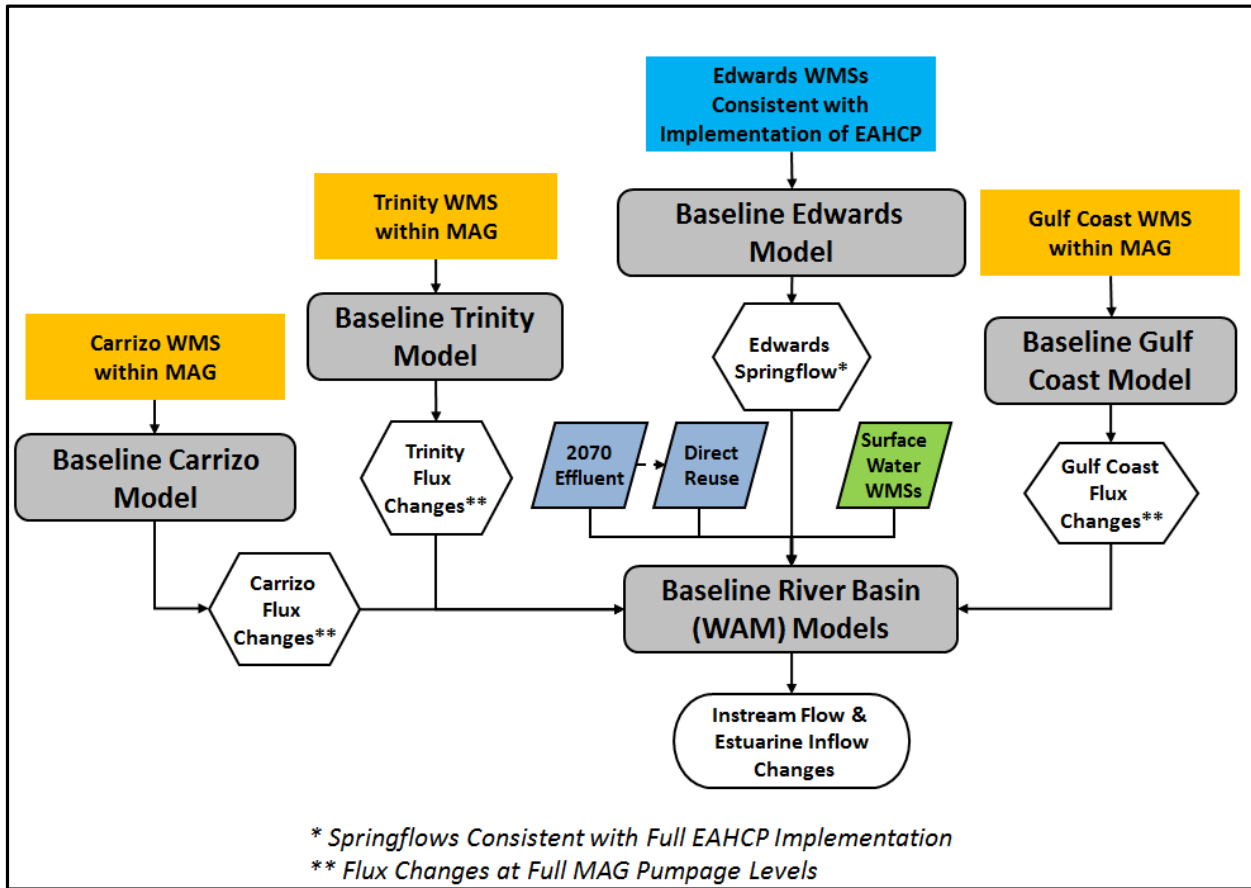 Edwards WMSs
Consistent with
Implementation of EAHCP
Trinity WMS
within MAG
Baseline Edwards
Model
Gulf Coast WMS
within MAG
Baseline Trinity
Model
Carrizo WMS
within MAG
Edwards
Springflow*
Baseline Gulf
Coast Model
Baseline Carrizo
Model
Trinity
Flux
Changes**
2070
Effluent
Direct
Reuse
Surface
Water
WMSs
Gulf Coast
Flux
Changes**
Carrizo
Flux
Changes**
Baseline River Basin
(WAM) Models
Instream Flow &
Estuarine Inflow
Changes
* Springflows Consistent with Full EAHCP Implementation
** Flux Changes at Full MAG Pumpage Levels